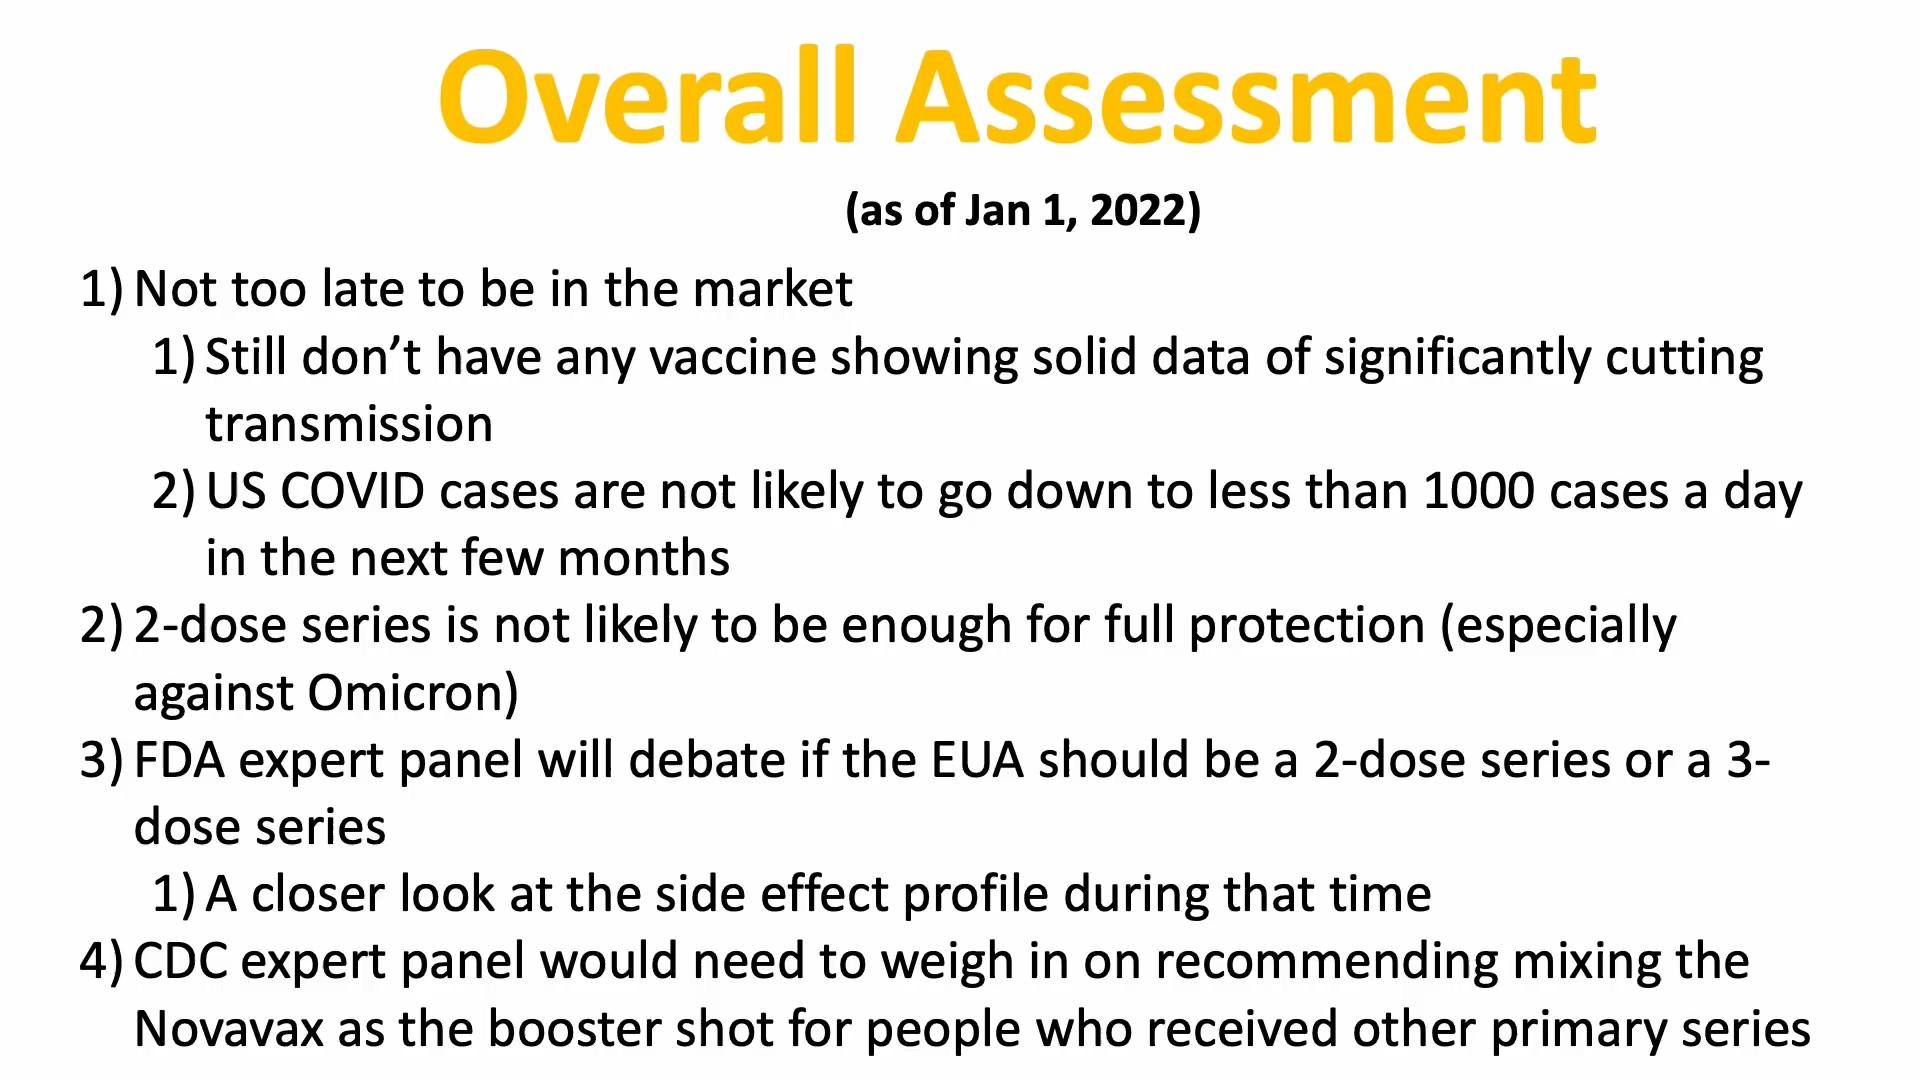 Overall Assessment
(as of Jan 1, 2022)
1) Not too late to be in the market
1) Still don’t have any vaccine showing solid data of significantly cutting
transmission
2) US COVID cases are not likely to go down to less than 1000 cases a day
in the next few months
2) 2-dose series is not likely to be enough for full protection (especially
against Omicron)
3) FDA expert panel will debate if the EUA should be a 2-dose series or a 3-
dose series
1) A closer look at the side effect profile during that time
4) CDC expert panel would need to weigh in on recommending mixing the
Novavax as the booster shot for people who received other primary series